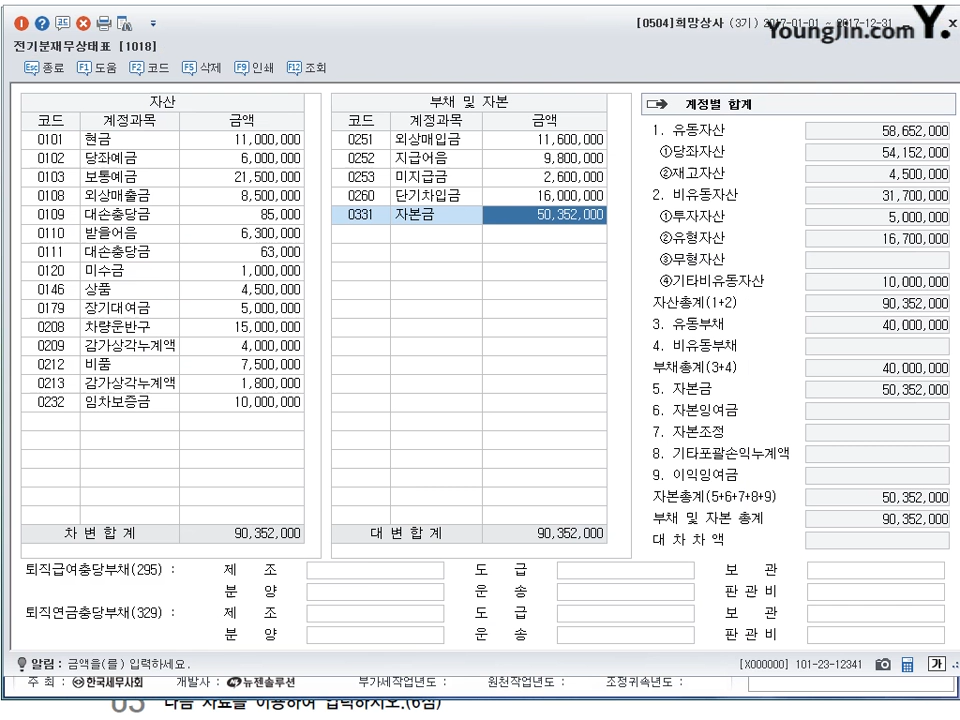 [0504]희망상사 (3기) 2017-01-01 ~ 2017-12-31
YoungJin.com Y.
전기분재무상태표 [1018]
Esc 종료 F1 도움 F2 코드 F5 삭제 F9 인쇄 F12 조회
자산 부채 및 자본 계정별 합계
코드 계정과목 금액 코드 계정과목 금액
0101 현금 11,000,000 0251 외상매입금 11,600,000 1. 유동자산 58,652,000
0102 당좌예금 6,000,000 0252 지급어음 9,800,000 ①당좌자산 54,152,000
0103 보통예금 21,500,000 0253 미지급금 2,600,000 ②재고자산 4,500,000
0108 외상매출금 8,500,000 0260 단기차입금 16,000,000 2. 비유동자산 31,700,000
0109 대손충당금 85,000 0331 자본금 50,352,000 ①투자자산 5,000,000
0110 받을어음 6,300,000 ②유형자산 16,700,000
0111 대손충당금 63,000 ③무형자산
0120 미수금 1,000,000 ④기타비유동자산 10,000,000
0146 상품 4,500,000 자산총계(1+2) 90,352,000
0179 장기대여금 5,000,000 3. 유동부채 40,000,000
0208 차량운반구 15,000,000 4. 비유동부채
0209 감가상각누계액 4,000,000 부채총계(3+4) 40,000,000
0212 비품 7,500,000 5. 자본금 50,352,000
0213 감가상각누계액 1,800,000 6. 자본잉여금
0232 임차보증금 10,000,000 7. 자본조정
8. 기타포괄손익누계액
9. 이익잉여금
자본총계(5+6+7+8+9) 50,352,000
부채 및 자본 총계 90,352,000
차 변 합 계 90,352,000 대 변 합 계 90,352,000 대 차 차 액
퇴직급여충당부채(295) : 제 조 도 급 보 관
분 양 운 송 판 관 비
퇴직연금충당부채(329) : 제 조 도 급 보 관
분 양 운 송 판 관 비
알림 : 금액을(를) 입력하세요. [X000000] 101-23-12341 가
주 최 : 한국세무사회 개발사 : 뉴젠솔루션 부가세작업년도 : 원천작업년도 : 조정귀속년도 :
03 다음 자료를 이용하여 입력하시오.(6점)